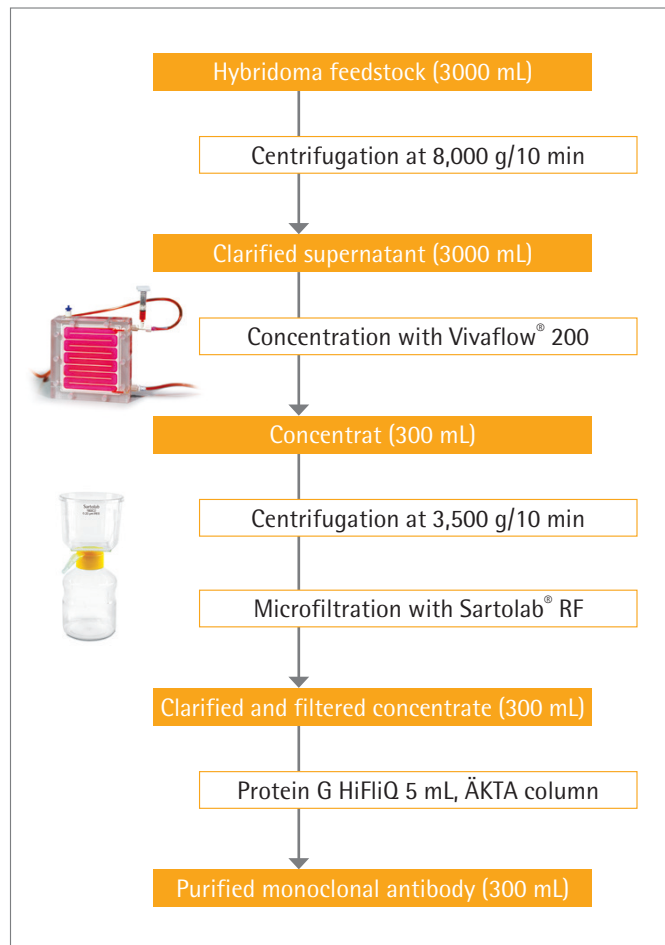 Hybridoma feedstock (3000 mL)
Centrifugation at 8,000 g/10 min
Clarified supernatant (3000 mL)
Concentration with Vivaflow® 200
Concentrat (300 mL)
Centrifugation at 3,500 g/10 min
Microfiltration with Sartolab® RF
Clarified and filtered concentrate (300 mL)
Protein G HiFliQ 5 mL, ÄKTA column
Purified monoclonal antibody (300 mL)